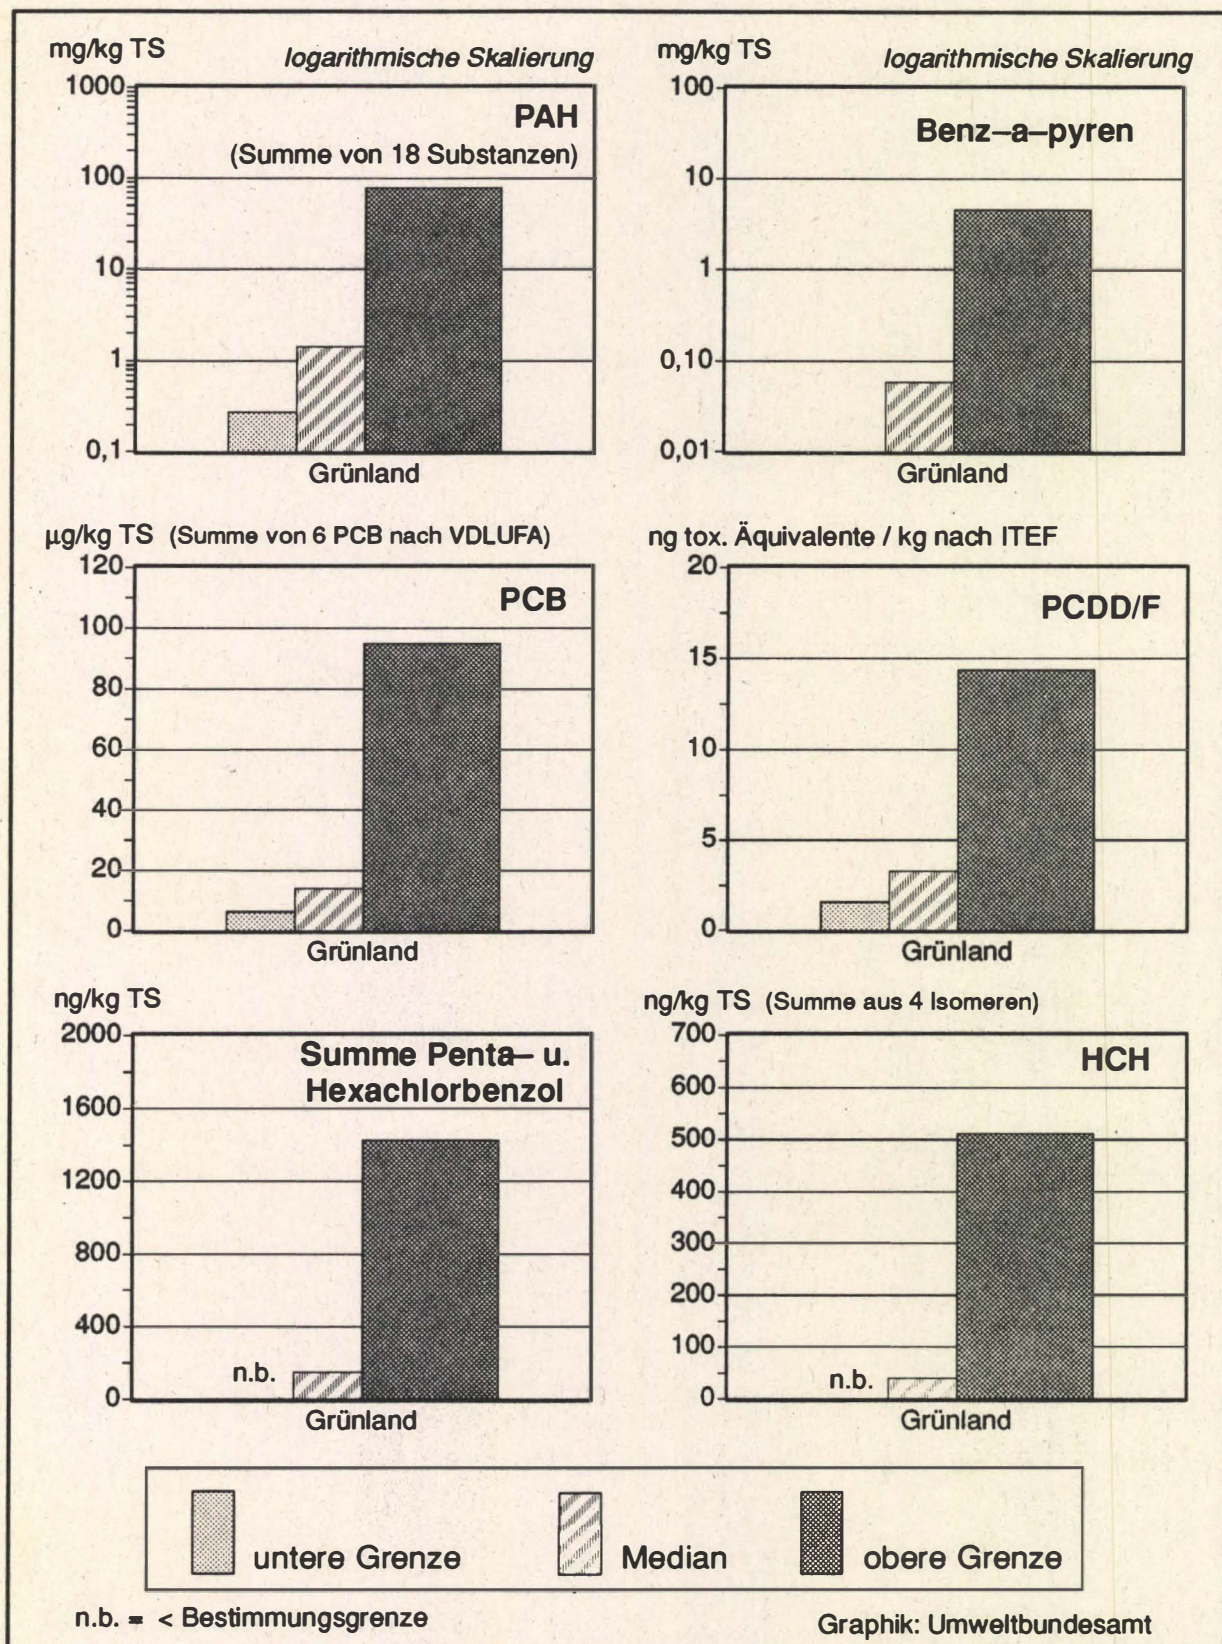 mg/kg TS
logarithmische Skalierung
1000
100
10
1
0,1
PAH
(Summe von 18 Substanzen)
Grünland
mg/kg TS
logarithmische Skalierung
100
10
1
0,10
0,01
Benz–a–pyren
Grünland
µg/kg TS (Summe von 6 PCB nach VDLUFA)
120
100
80
60
40
20
0
PCB
Grünland
ng tox. Äquivalente / kg nach ITEF
20
15
10
5
0
PCDD/F
Grünland
ng/kg TS
2000
1600
1200
800
400
0
Summe Penta– u.
Hexachlorbenzol
n.b.
Grünland
ng/kg TS (Summe aus 4 Isomeren)
700
600
500
400
300
200
100
0
HCH
n.b.
Grünland
untere Grenze
Median
obere Grenze
n.b. = < Bestimmungsgrenze
Graphik: Umweltbundesamt